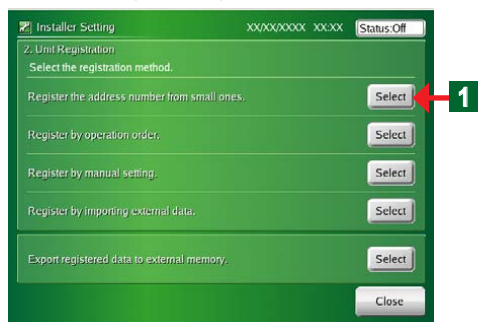 Installer Setting XX/XX/XXXX XX:XX Status:Off
2. Unit Registration
Select the registration method.
Register the address number from small ones. Select 1
Register by operation order. Select
Register by manual setting. Select
Register by importing external data. Select
Export registered data to external memory. Select
Close